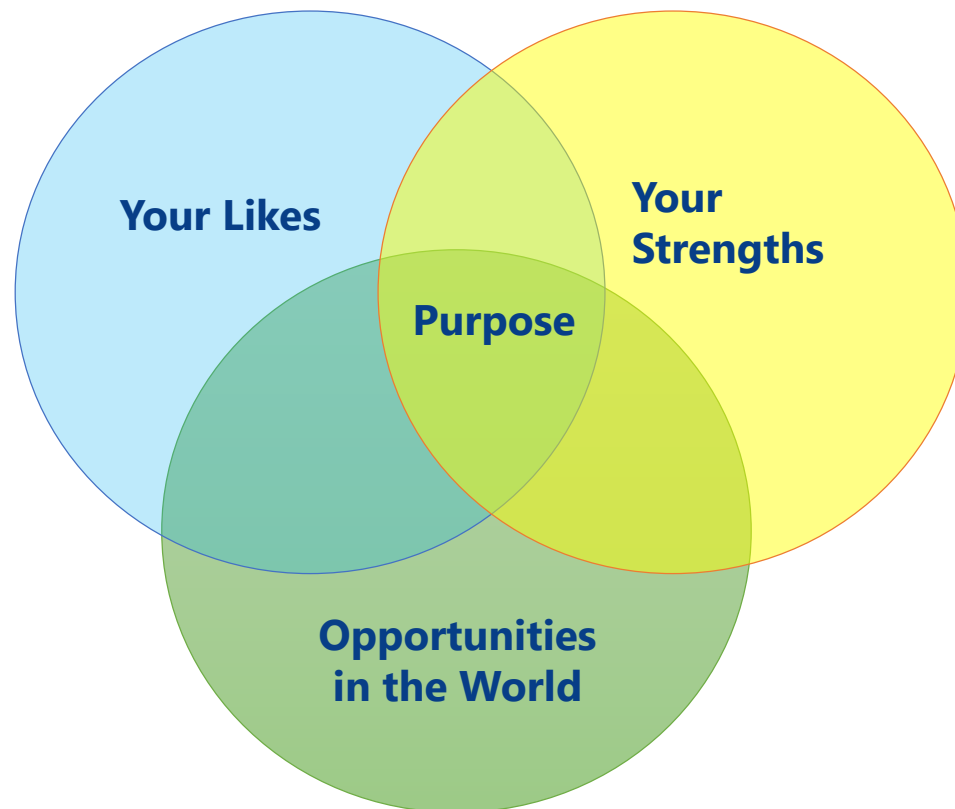 Your Likes
Your
Strengths
Purpose
Opportunities
in the World